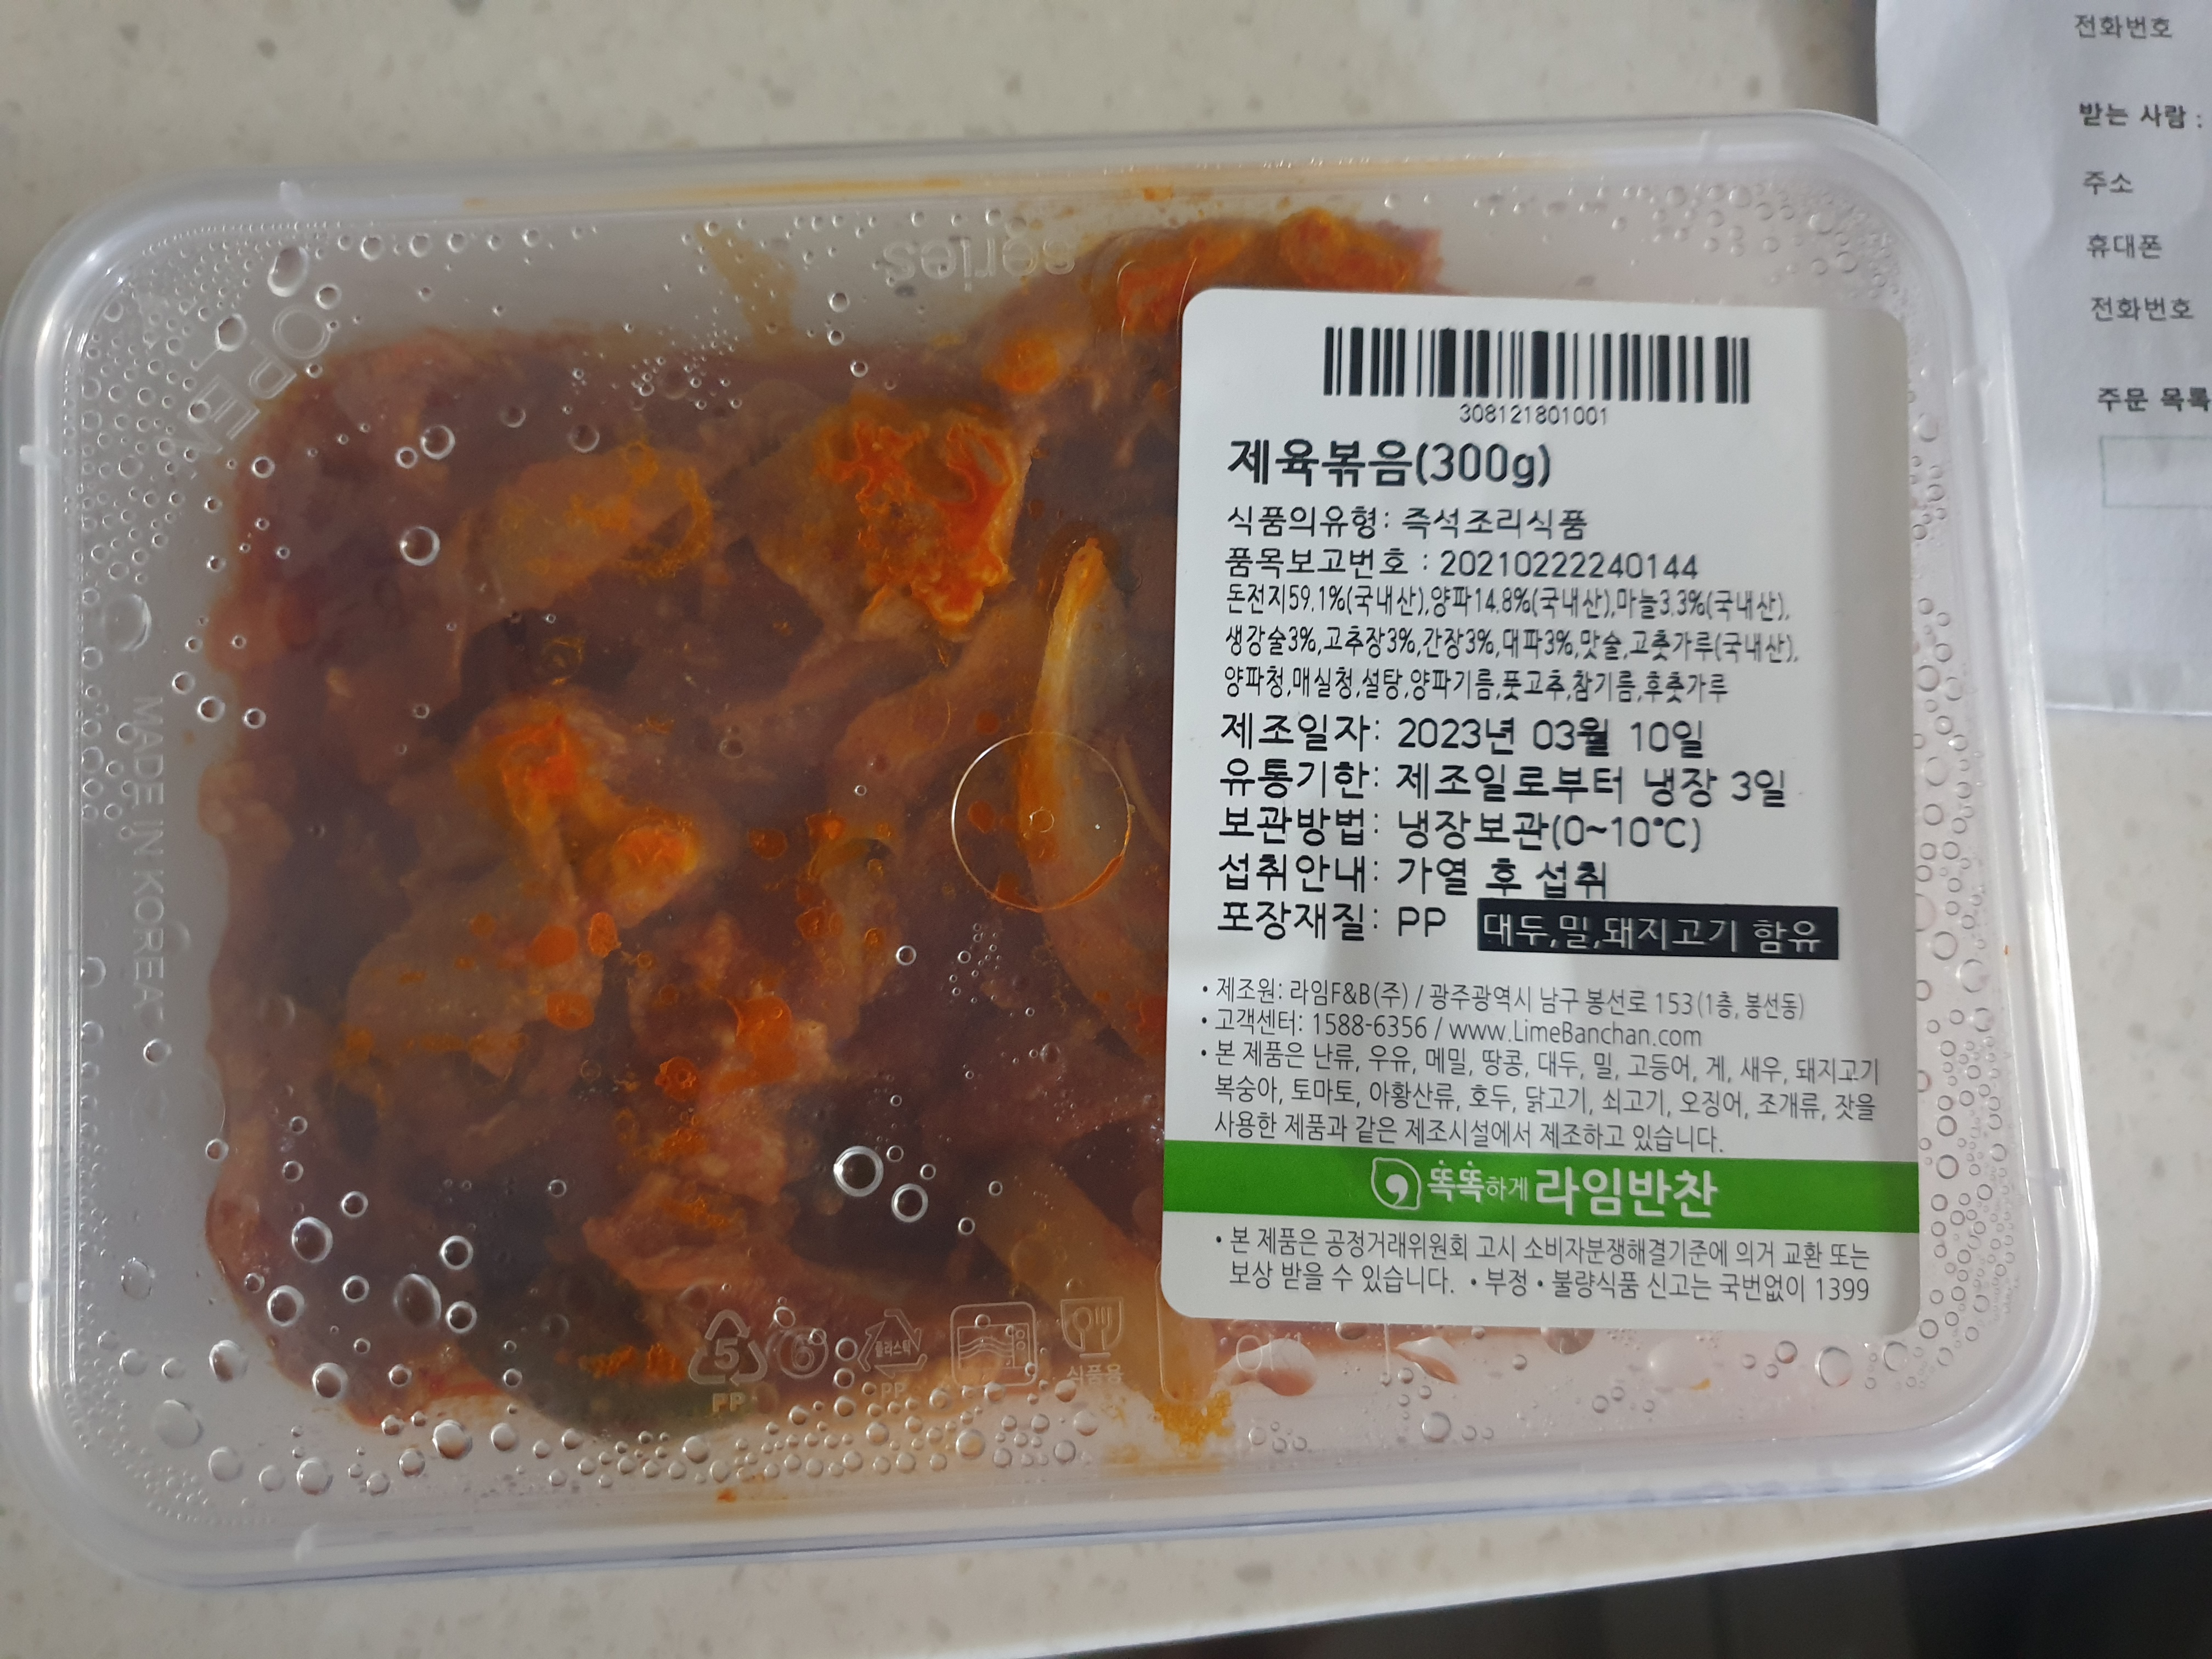 전화번호
받는 사람 :
주소
휴대폰
전화번호
주문 목록
series
OPEN
MADE IN KOREA
308121801001
제육볶음(300g)
식품의유형: 즉석조리식품
품목보고번호 : 20210222240144
돈전지59.1%(국내산),양파14.8%(국내산),마늘3.3%(국내산),
생강술3%,고추장3%,간장3%,대파3%,맛술,고춧가루(국내산),
양파청,매실청,설탕,양파기름,풋고추,참기름,후춧가루
제조일자: 2023년 03월 10일
유통기한: 제조일로부터 냉장 3일
보관방법: 냉장보관(0~10℃)
섭취안내: 가열 후 섭취
포장재질: PP 대두,밀,돼지고기 함유
• 제조원: 라임F&B(주) / 광주광역시 남구 봉선로 153(1층, 봉선동)
• 고객센터: 1588-6356 / www.LimeBanchan.com
• 본 제품은 난류, 우유, 메밀, 땅콩, 대두, 밀, 고등어, 게, 새우, 돼지고기
복숭아, 토마토, 아황산류, 호두, 닭고기, 쇠고기, 오징어, 조개류, 잣을
사용한 제품과 같은 제조시설에서 제조하고 있습니다.
똑똑하게 라임반찬
• 본 제품은 공정거래위원회 고시 소비자분쟁해결기준에 의거 교환 또는
보상 받을 수 있습니다. • 부정 • 불량식품 신고는 국번없이 1399
5 6 플라스틱
PP PP 식품용